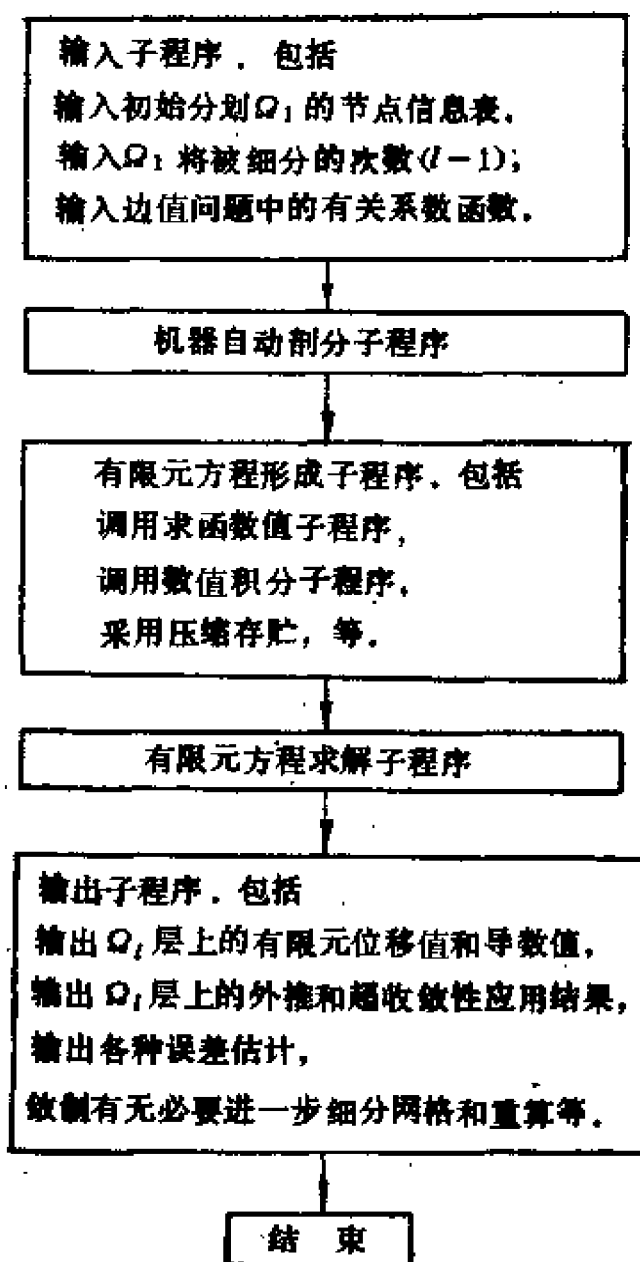 输入子程序．包括
输入初始分划Ω₁的节点信息表，
输入Ω₁将被细分的次数(l－1)；
输入边值问题中的有关系数函数．
机器自动剖分子程序
有限元方程形成子程序．包括
调用求函数值子程序，
调用数值积分子程序，
采用压缩存贮，等．
有限元方程求解子程序
输出子程序．包括
输出Ωₗ层上的有限元位移值和导数值，
输出Ωₗ层上的外推和超收敛性应用结果，
输出各种误差估计，
有无必要进一步细分网格和重算等．
结 束